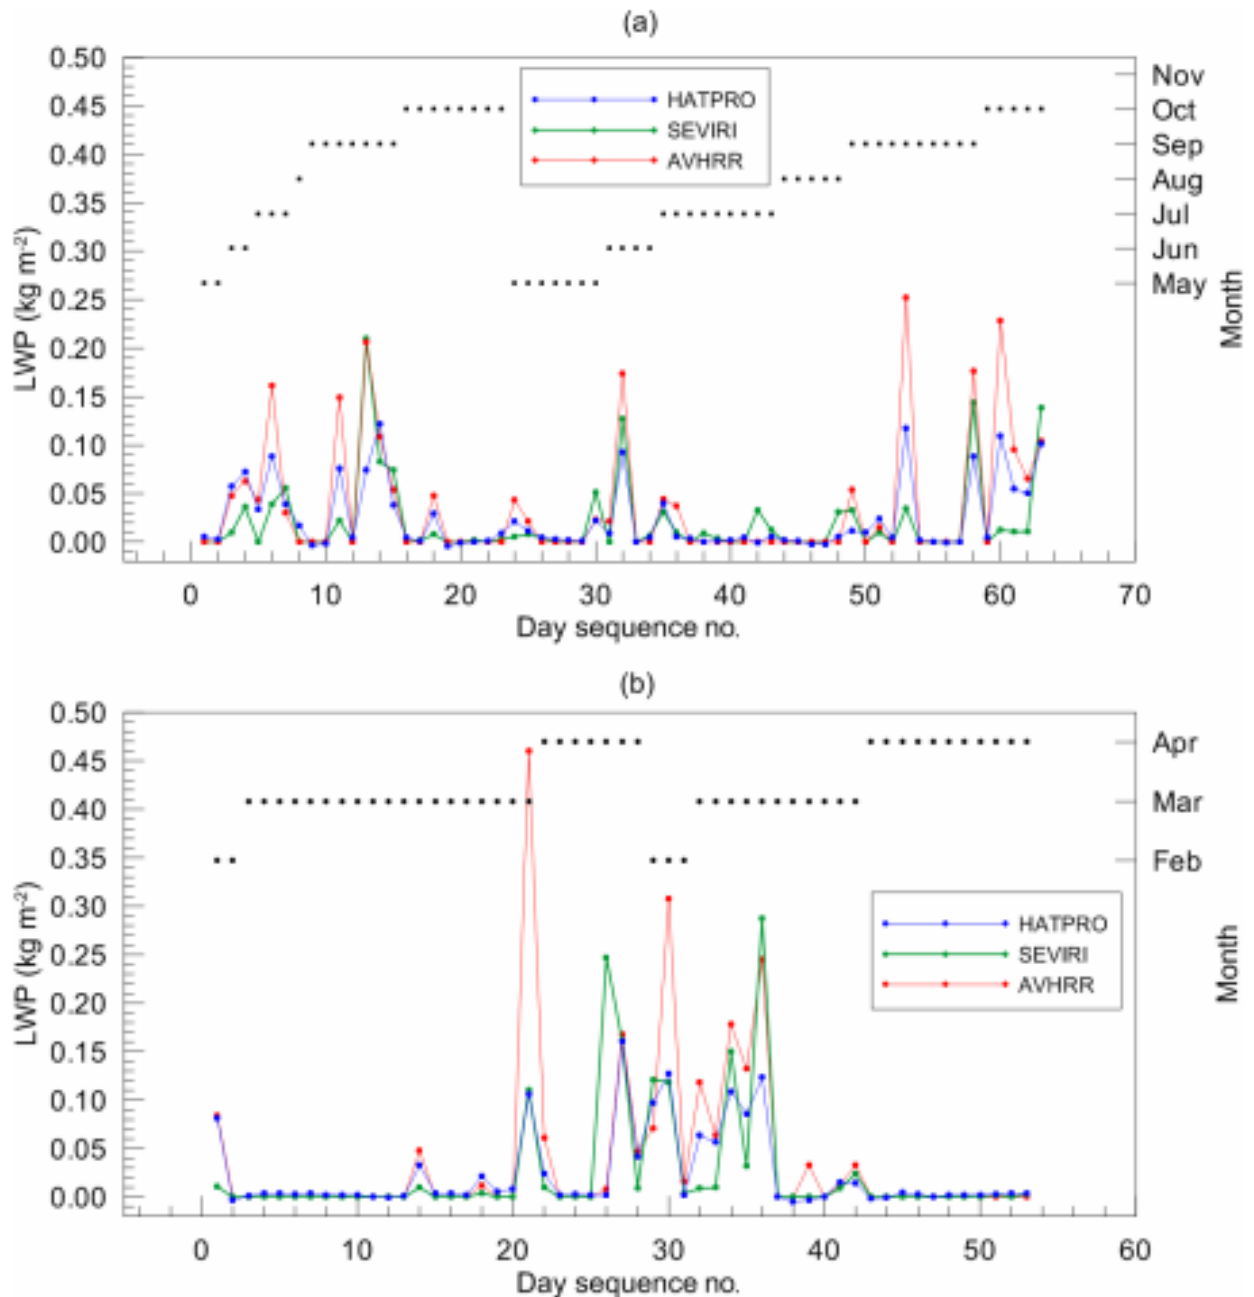 (a)
0.50
0.45
0.40
0.35
0.30
0.25
0.20
0.15
0.10
0.05
0.00
LWP (kg m-2)
HATPRO
SEVIRI
AVHRR
Nov
Oct
Sep
Aug
Jul
Jun
May
Month
0 10 20 30 40 50 60 70
Day sequence no.
(b)
0.50
0.45
0.40
0.35
0.30
0.25
0.20
0.15
0.10
0.05
0.00
LWP (kg m-2)
Apr
Mar
Feb
HATPRO
SEVIRI
AVHRR
Month
0 10 20 30 40 50 60
Day sequence no.